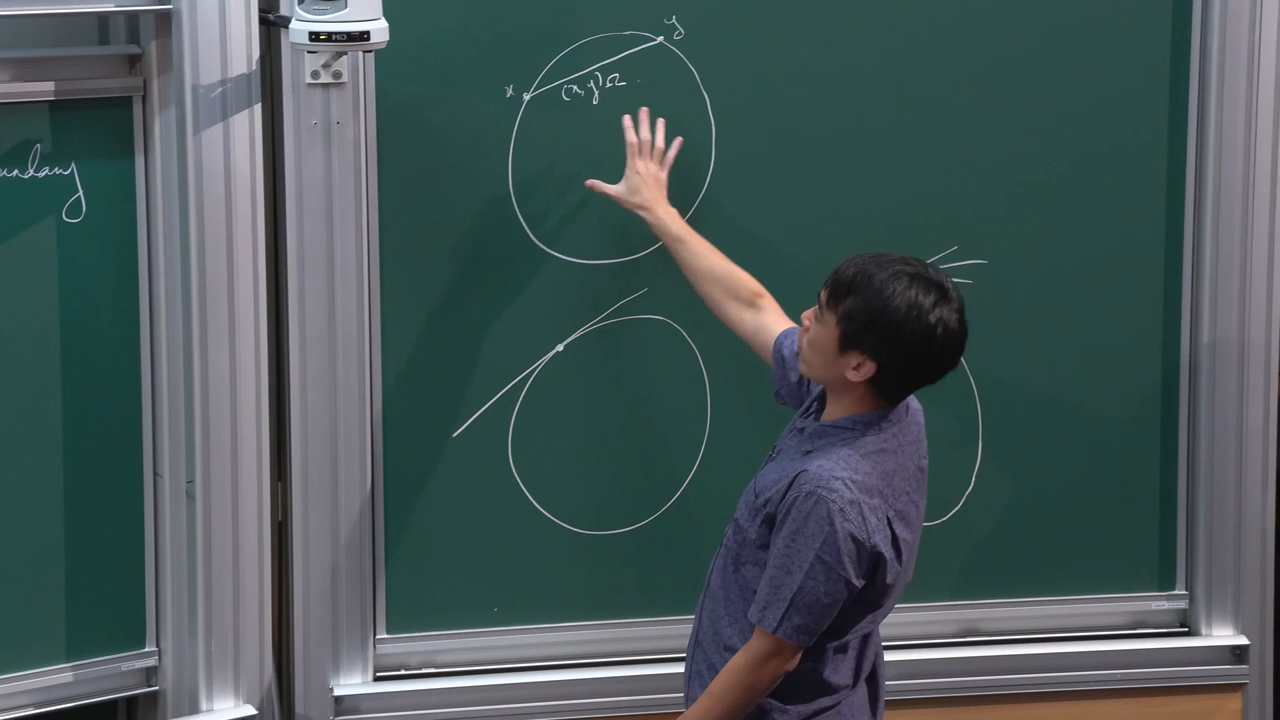 undary
HD
y
x
(x, y)Ω